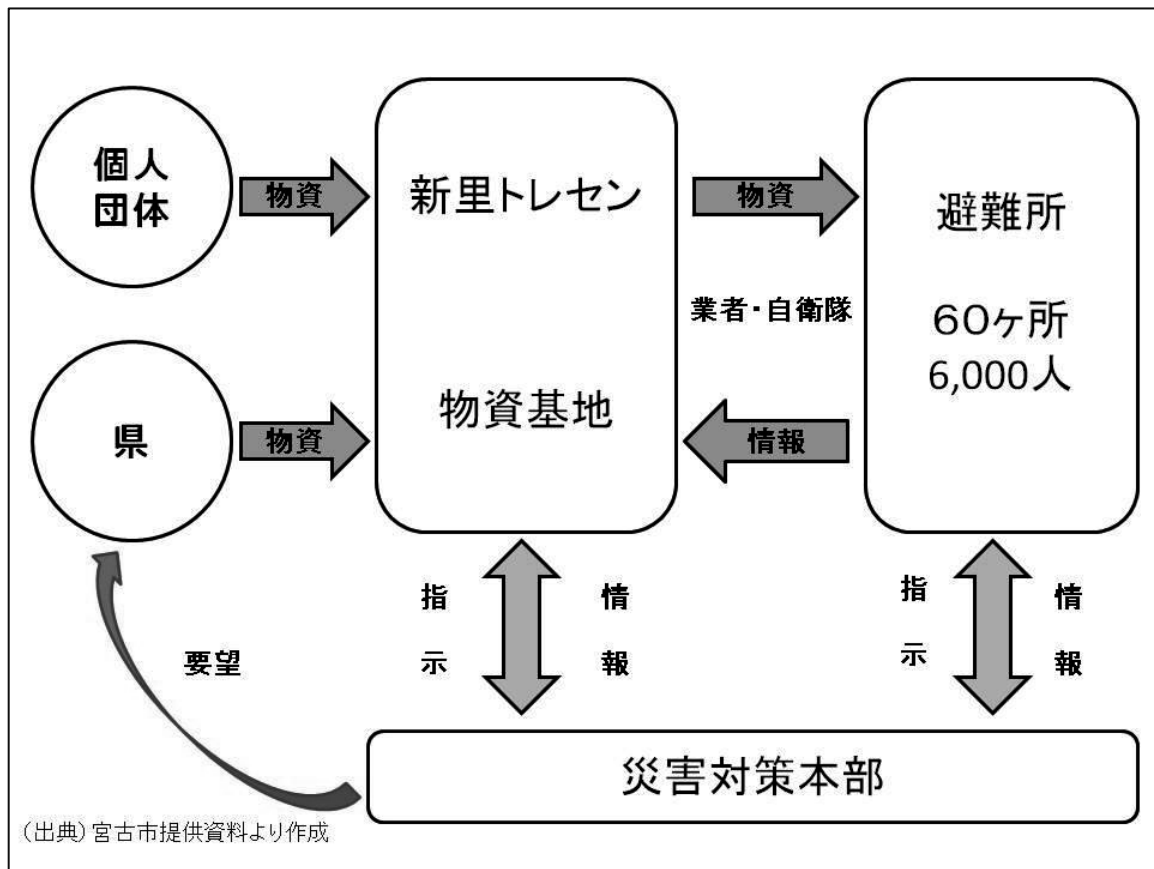 個人
団体
物資
新里トレセン
物資
避難所
業者・自衛隊
60ヶ所
6,000人
県
物資
物資基地
情報
指示
情報
指示
情報
要望
災害対策本部
(出典)宮古市提供資料より作成